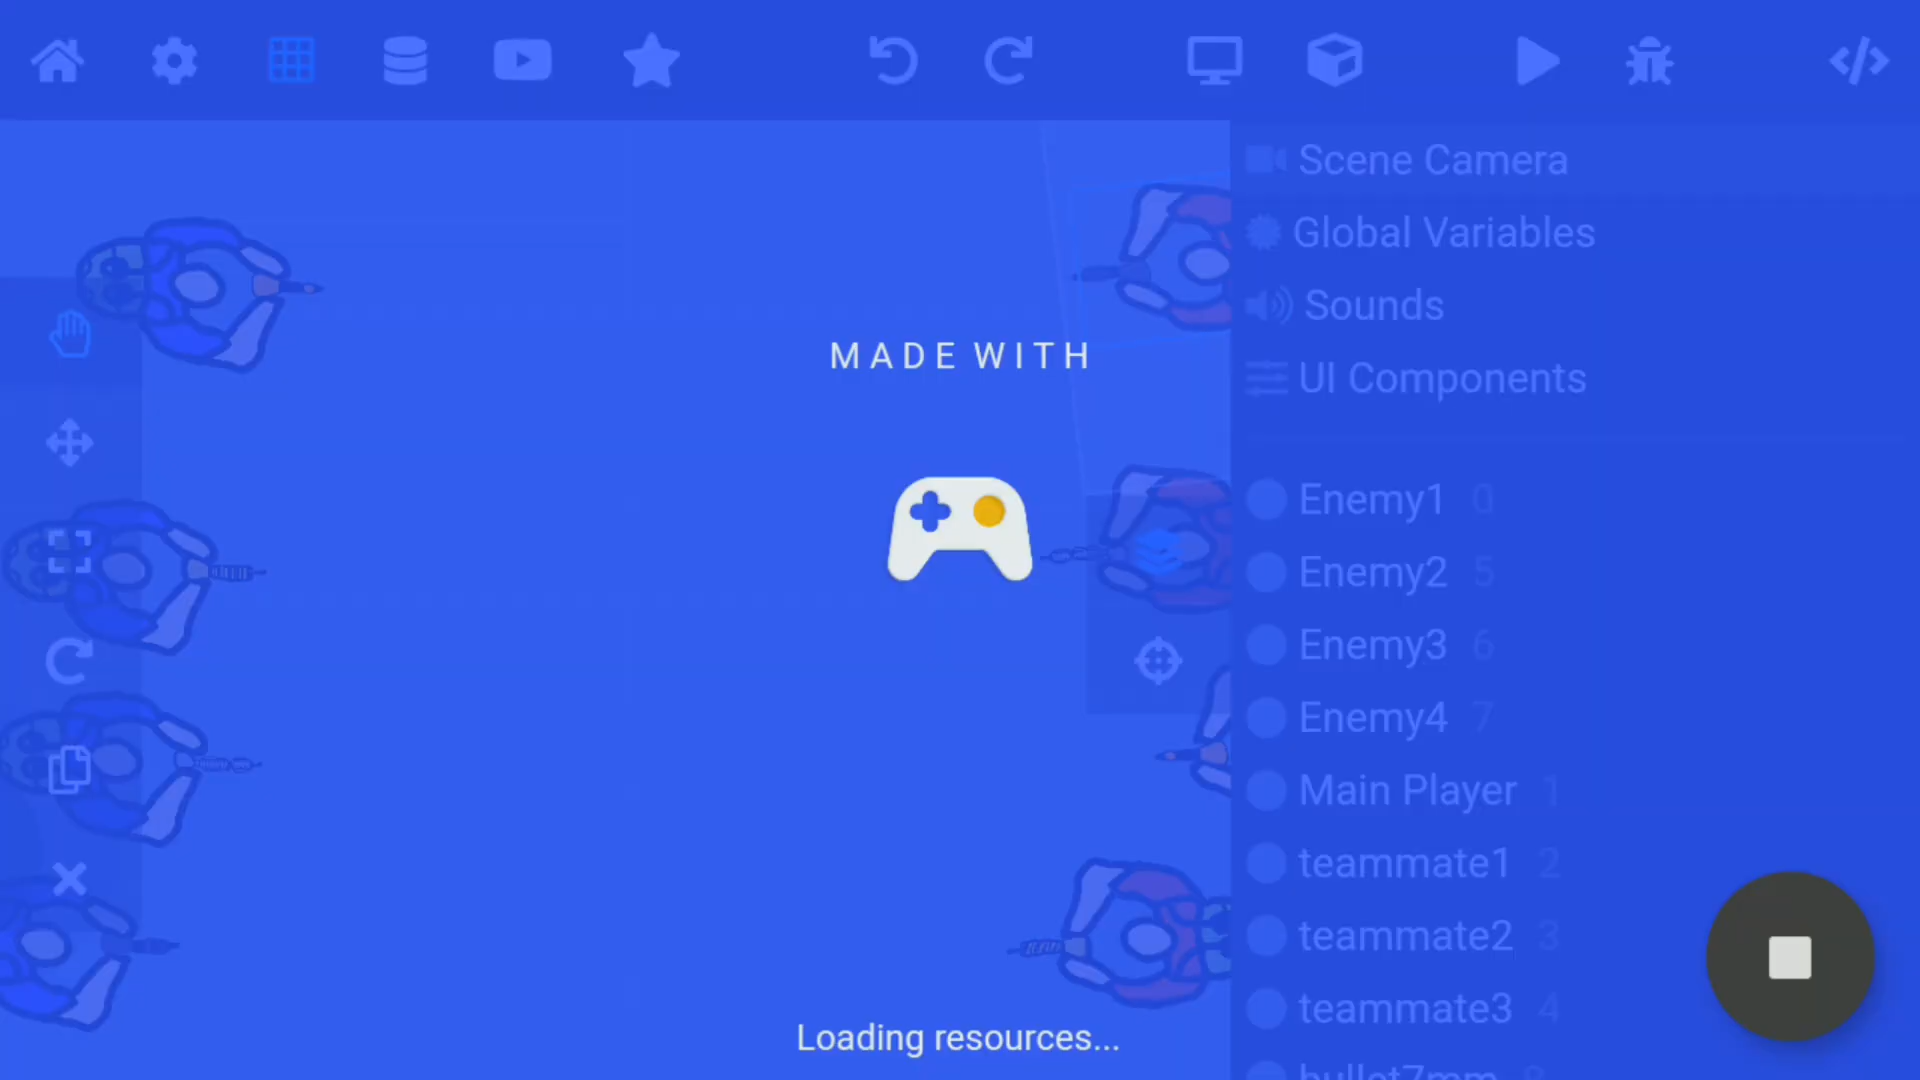 Scene Camera
Global Variables
Sounds
UI Components
MADE WITH
Enemy1 0
Enemy2 5
Enemy3 6
Enemy4 7
Main Player 1
teammate1 2
teammate2 3
teammate3 4
Loading resources...
bullet7mm